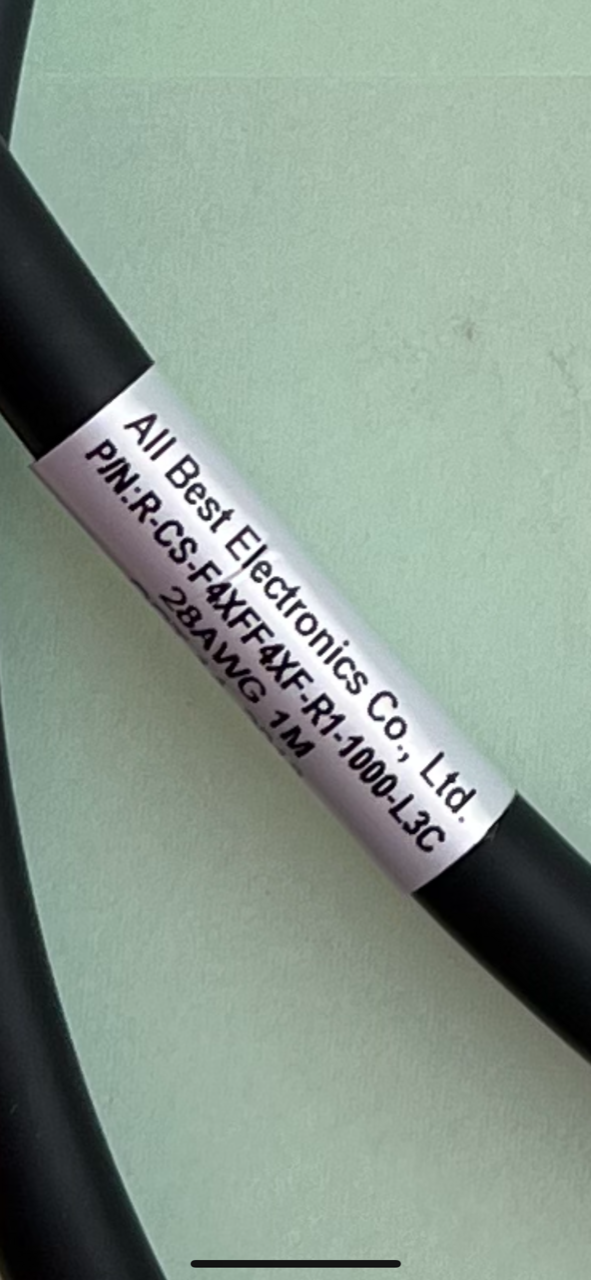 All Best Electronics Co., Ltd.
P/N:R-CS-F4XFF4XF-R1-1000-L3C
28AWG 1M